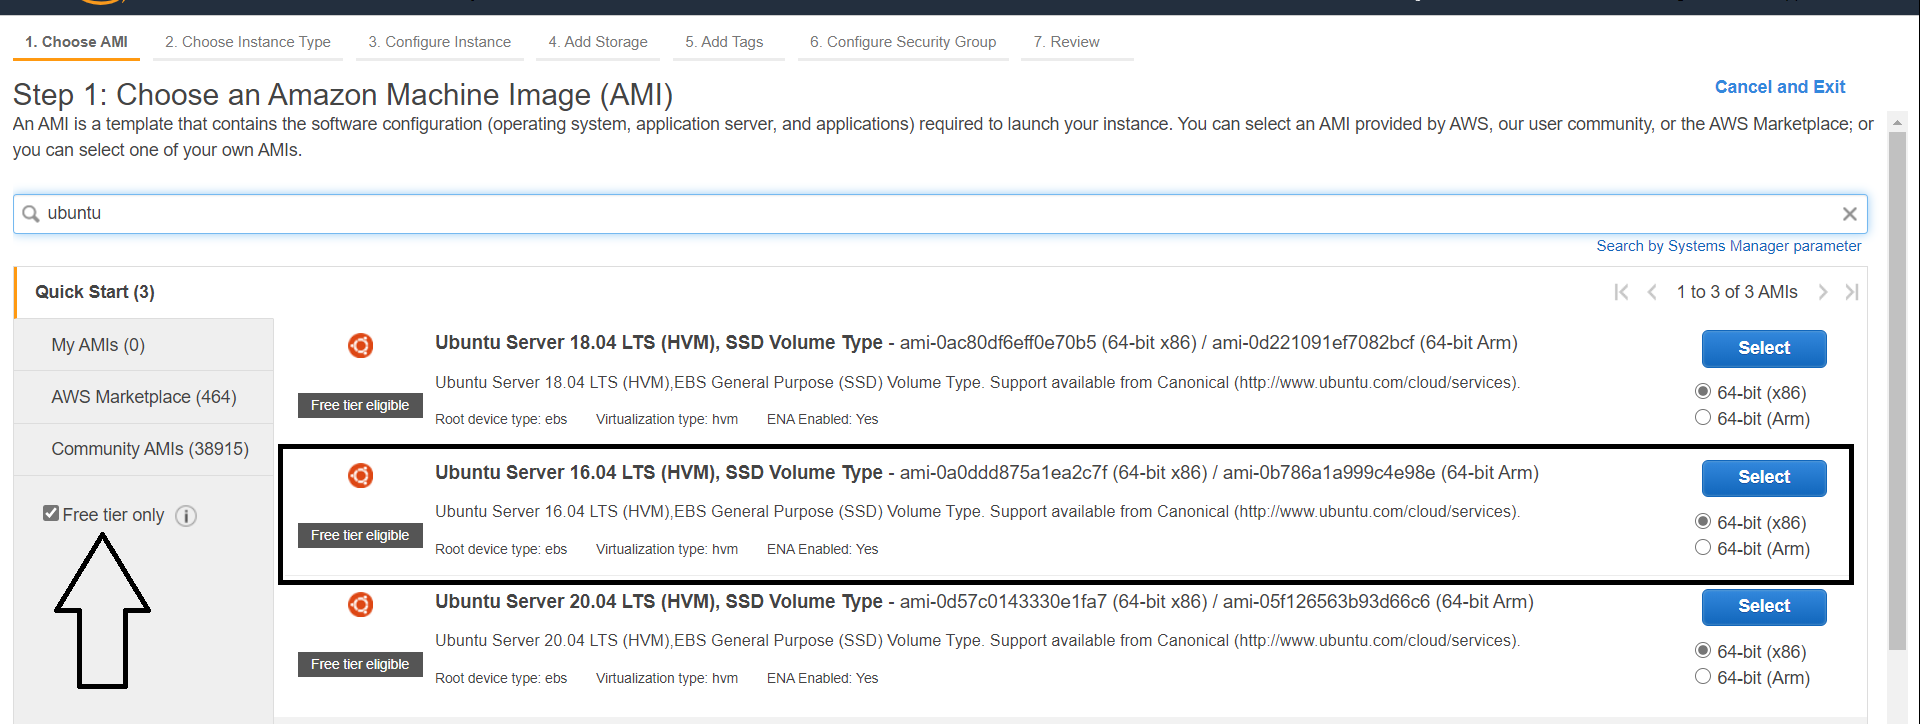 1. Choose AMI 2. Choose Instance Type 3. Configure Instance 4. Add Storage 5. Add Tags 6. Configure Security Group 7. Review
Step 1: Choose an Amazon Machine Image (AMI)
Cancel and Exit
An AMI is a template that contains the software configuration (operating system, application server, and applications) required to launch your instance. You can select an AMI provided by AWS, our user community, or the AWS Marketplace; or
you can select one of your own AMIs.
ubuntu
Search by Systems Manager parameter
Quick Start (3)
1 to 3 of 3 AMIs
My AMIs (0)
AWS Marketplace (464)
Community AMIs (38915)
Free tier only
Ubuntu Server 18.04 LTS (HVM), SSD Volume Type - ami-0ac80df6eff0e70b5 (64-bit x86) / ami-0d221091ef7082bcf (64-bit Arm)
Ubuntu Server 18.04 LTS (HVM),EBS General Purpose (SSD) Volume Type. Support available from Canonical (http://www.ubuntu.com/cloud/services).
Free tier eligible
Root device type: ebs Virtualization type: hvm ENA Enabled: Yes
Select
64-bit (x86)
64-bit (Arm)
Ubuntu Server 16.04 LTS (HVM), SSD Volume Type - ami-0a0ddd875a1ea2c7f (64-bit x86) / ami-0b786a1a999c4e98e (64-bit Arm)
Ubuntu Server 16.04 LTS (HVM),EBS General Purpose (SSD) Volume Type. Support available from Canonical (http://www.ubuntu.com/cloud/services).
Free tier eligible
Root device type: ebs Virtualization type: hvm ENA Enabled: Yes
Select
64-bit (x86)
64-bit (Arm)
Ubuntu Server 20.04 LTS (HVM), SSD Volume Type - ami-0d57c0143330e1fa7 (64-bit x86) / ami-05f126563b93d66c6 (64-bit Arm)
Ubuntu Server 20.04 LTS (HVM),EBS General Purpose (SSD) Volume Type. Support available from Canonical (http://www.ubuntu.com/cloud/services).
Free tier eligible
Root device type: ebs Virtualization type: hvm ENA Enabled: Yes
Select
64-bit (x86)
64-bit (Arm)